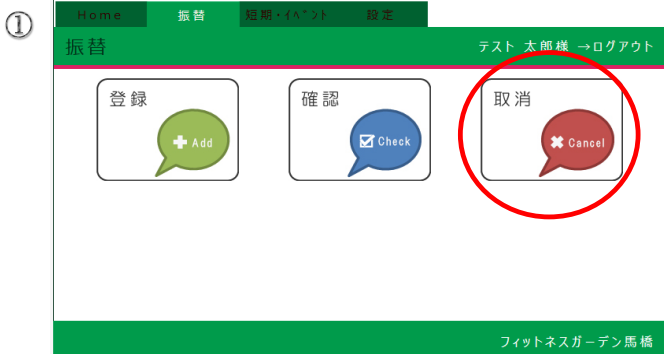 ①
Home 振替 短期・イベント 設定
振替 テスト 太郎様 →ログアウト
登録 確認 取消
Add Check Cancel
フィットネスガーデン馬橋